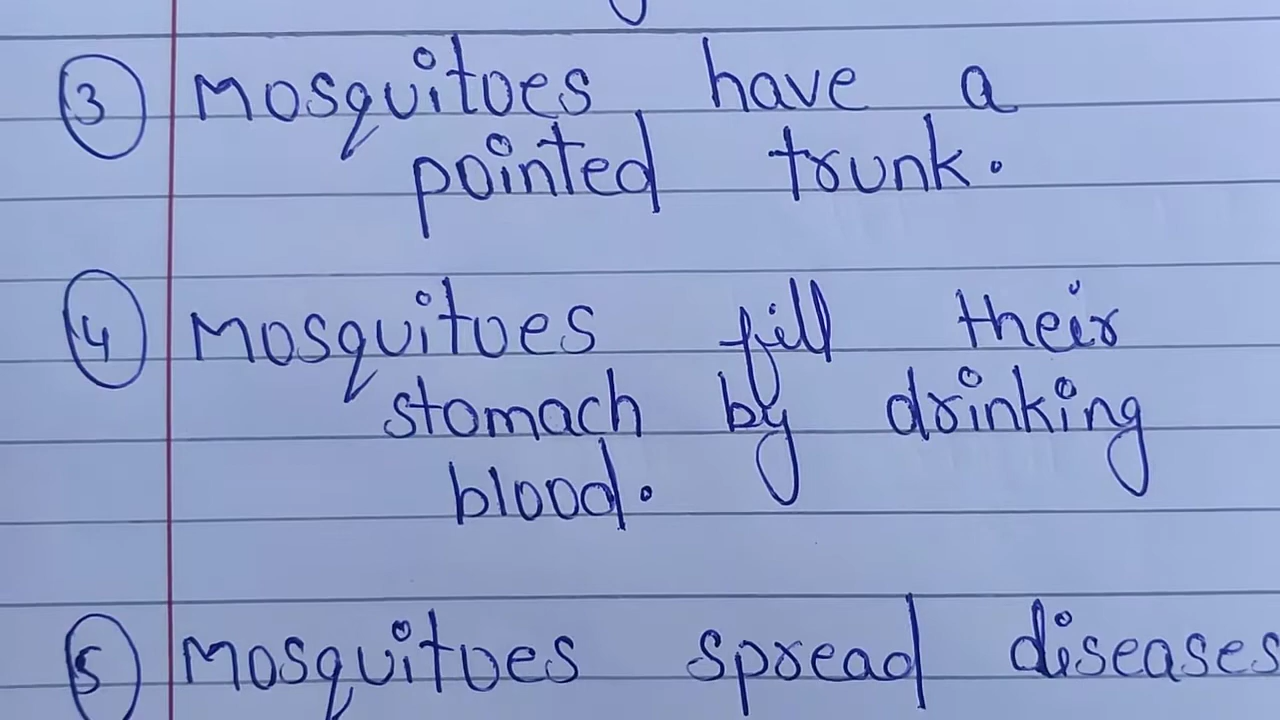 3 Mosquitoes have a
pointed trunk.
4 Mosquitoes fill their
stomach by drinking
blood.
5 Mosquitoes spread diseases